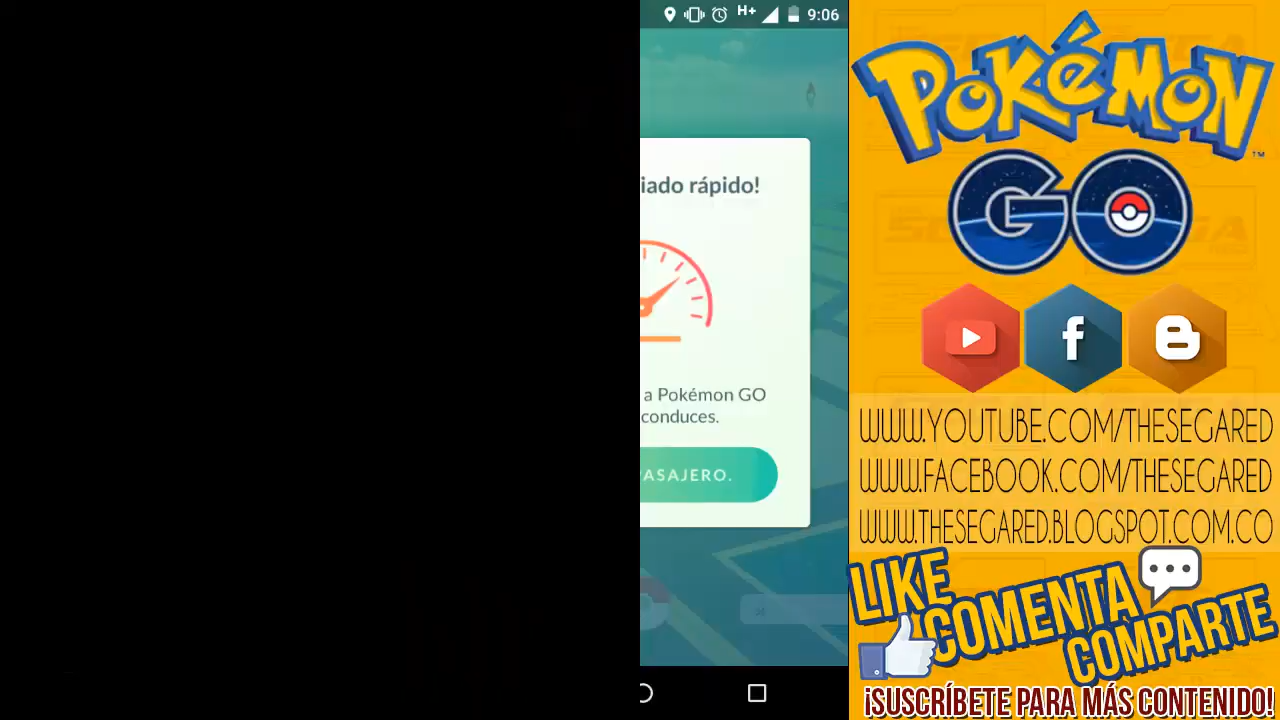 H+ 9:06
iado rápido!
a Pokémon GO
conduces.
PASAJERO.
POKÉMON
GO
WWW.YOUTUBE.COM/THESEGARED
WWW.FACEBOOK.COM/THESEGARED
WWW.THESEGARED.BLOGSPOT.COM.CO
LIKE
COMENTA
COMPARTE
¡SUSCRÍBETE PARA MÁS CONTENIDO!